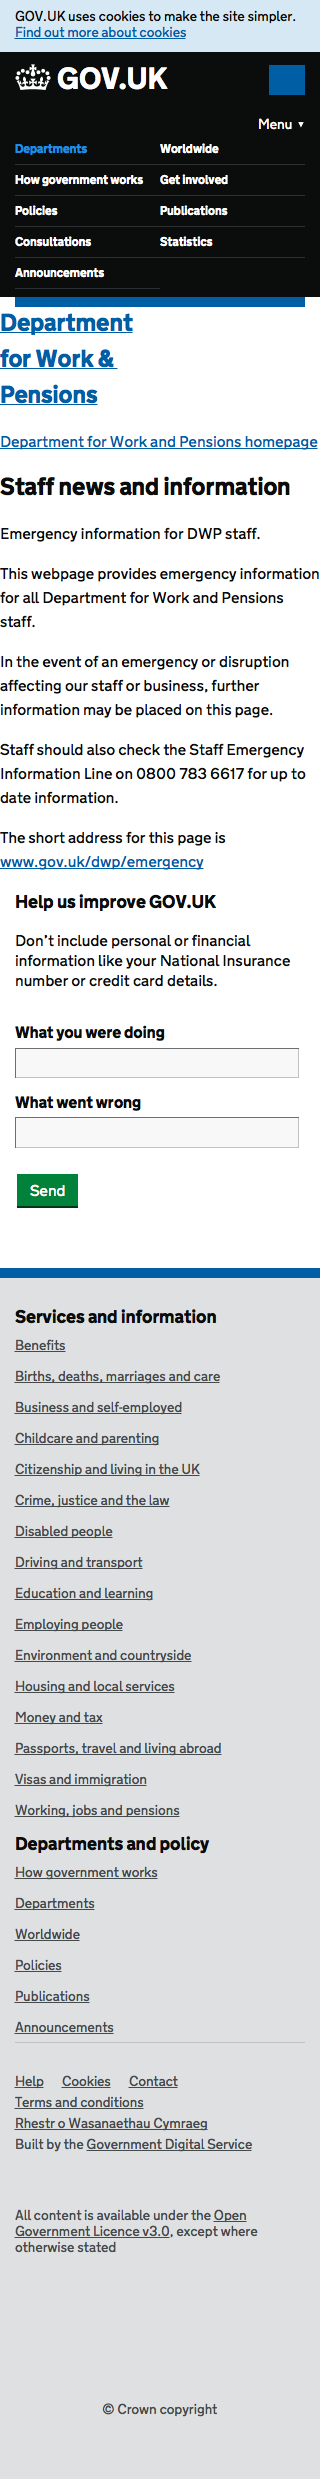 GOV.UK uses cookies to make the site simpler.
Find out more about cookies
GOV.UK
Menu ▼
Departments
Worldwide
How government works
Get involved
Policies
Publications
Consultations
Statistics
Announcements
Department
for Work &
Pensions
Department for Work and Pensions homepage
Staff news and information
Emergency information for DWP staff.
This webpage provides emergency information
for all Department for Work and Pensions
staff.
In the event of an emergency or disruption
affecting our staff or business, further
information may be placed on this page.
Staff should also check the Staff Emergency
Information Line on 0800 783 6617 for up to
date information.
The short address for this page is
www.gov.uk/dwp/emergency
Help us improve GOV.UK
Don’t include personal or financial
information like your National Insurance
number or credit card details.
What you were doing
What went wrong
Send
Services and information
Benefits
Births, deaths, marriages and care
Business and self-employed
Childcare and parenting
Citizenship and living in the UK
Crime, justice and the law
Disabled people
Driving and transport
Education and learning
Employing people
Environment and countryside
Housing and local services
Money and tax
Passports, travel and living abroad
Visas and immigration
Working, jobs and pensions
Departments and policy
How government works
Departments
Worldwide
Policies
Publications
Announcements
Help Cookies Contact
Terms and conditions
Rhestr o Wasanaethau Cymraeg
Built by the Government Digital Service
All content is available under the Open
Government Licence v3.0, except where
otherwise stated
© Crown copyright